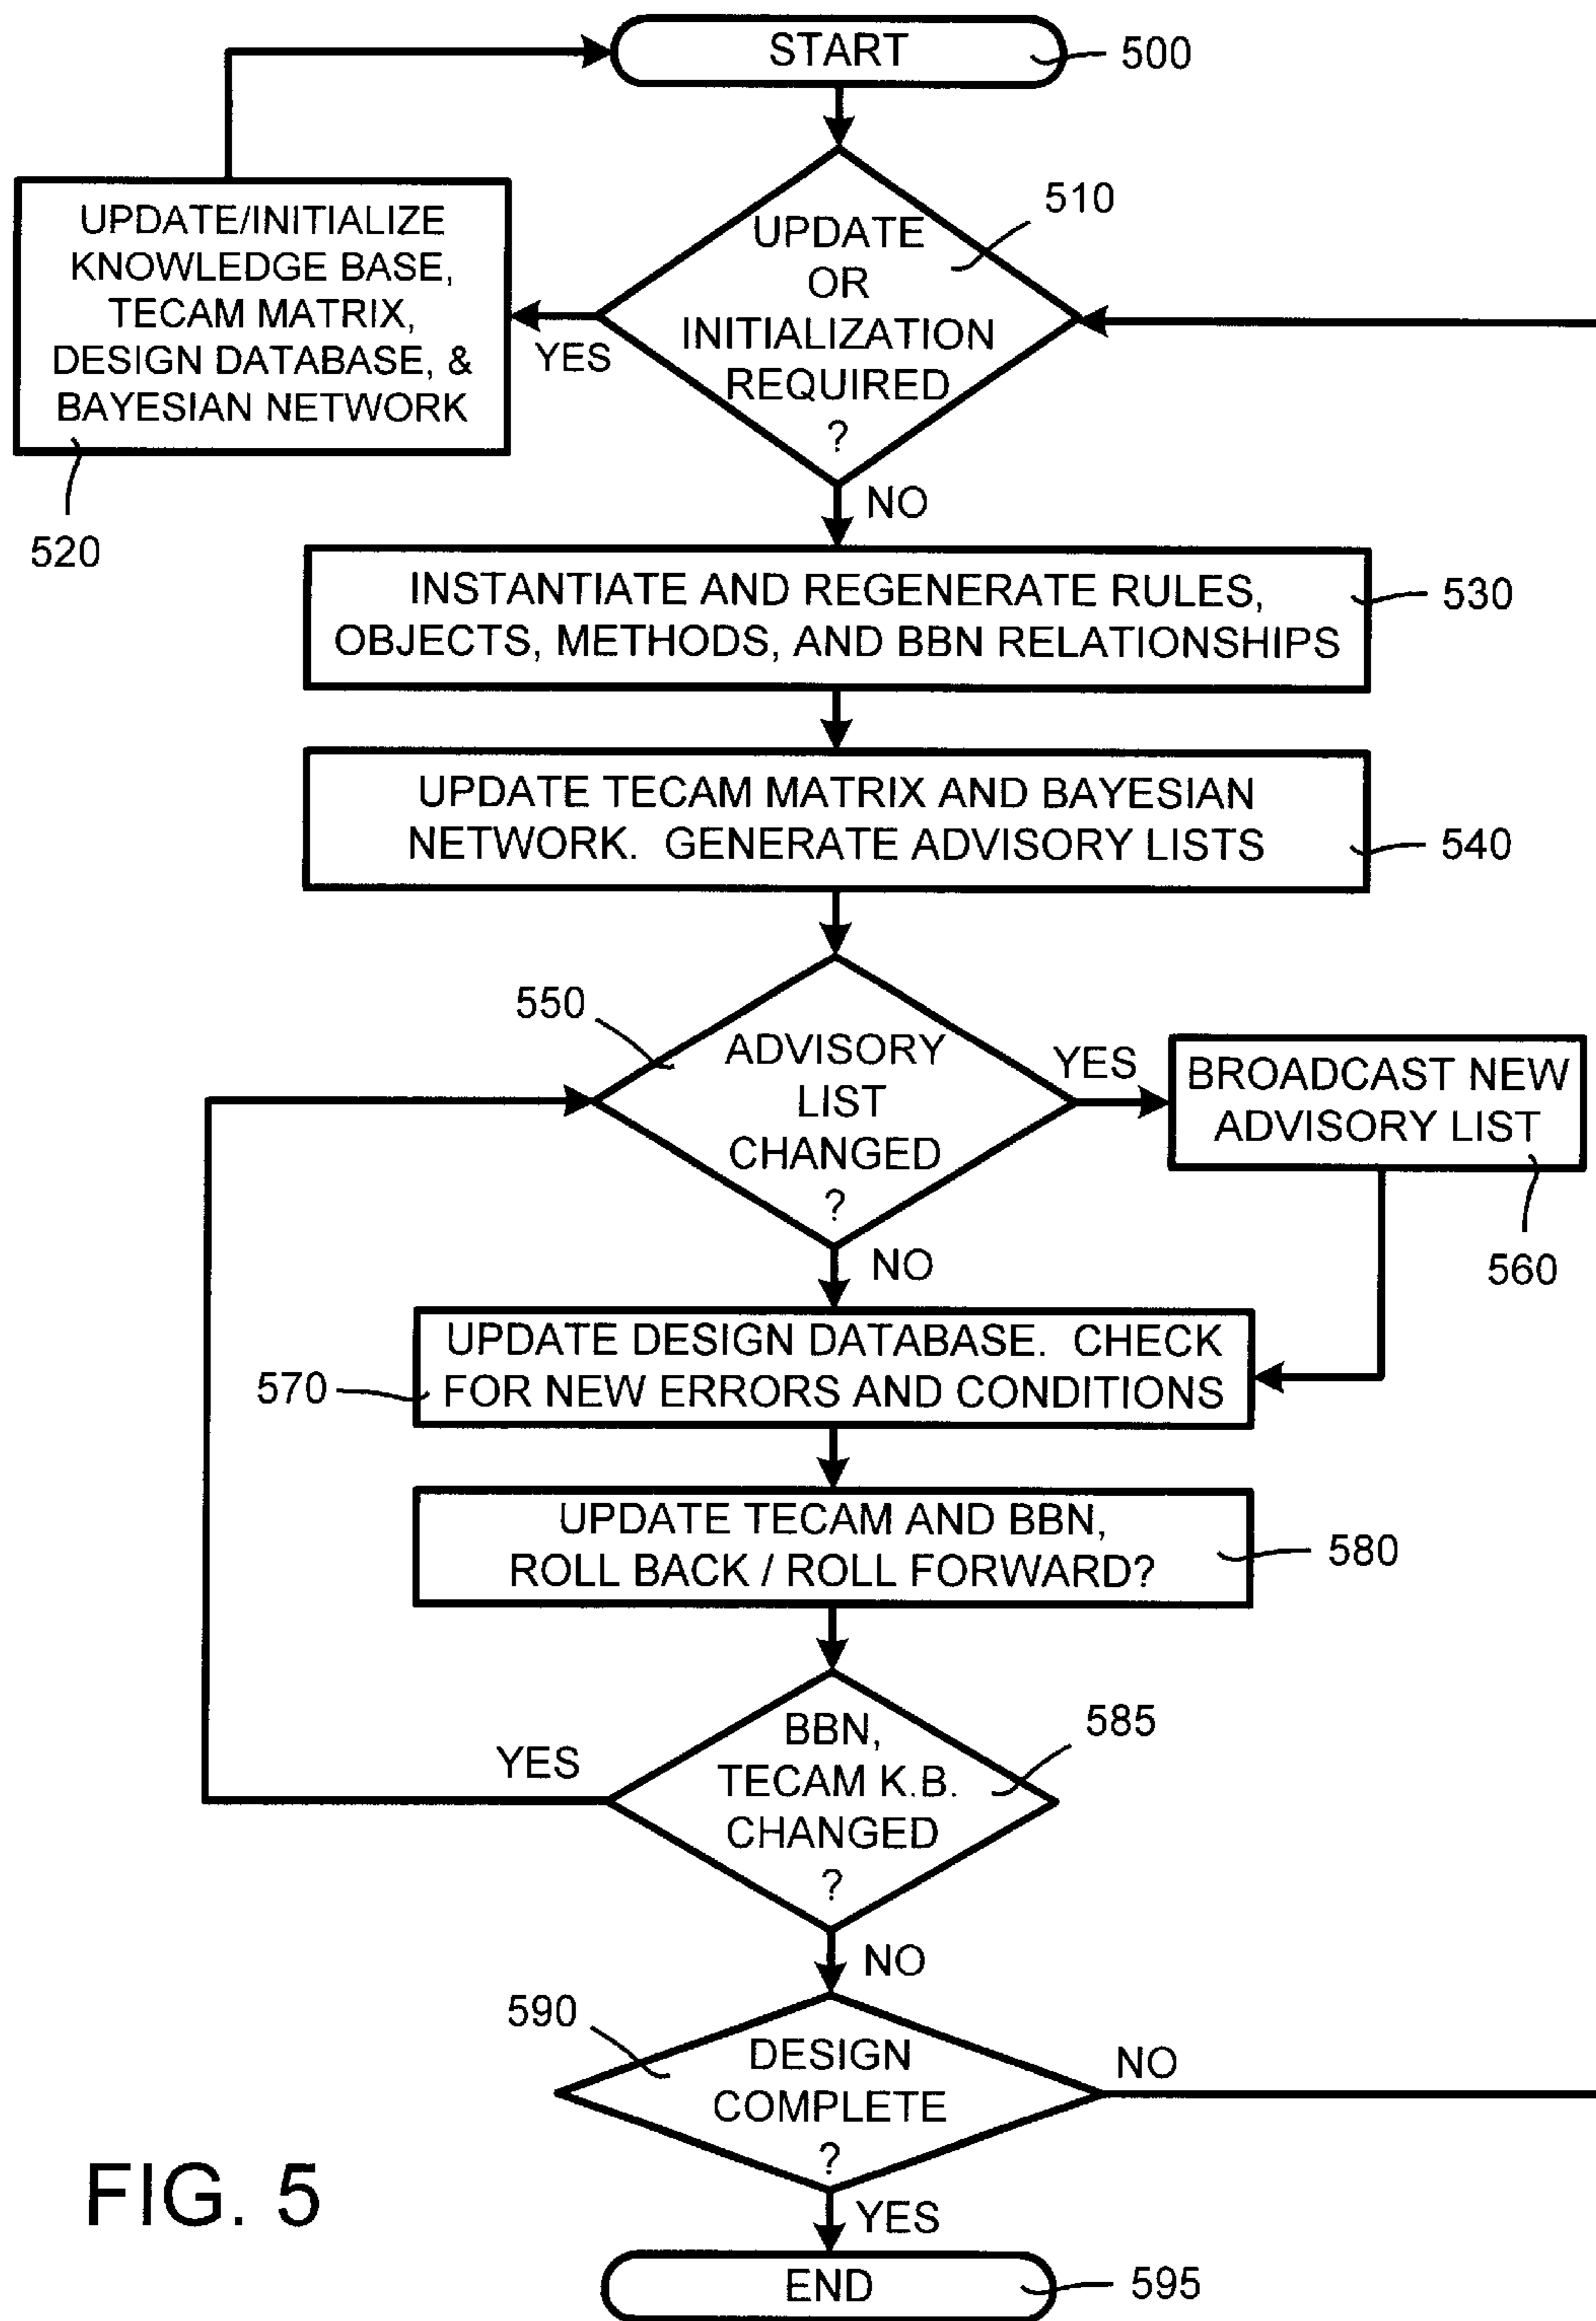 START
500
510
UPDATE
OR
INITIALIZATION
REQUIRED
?
UPDATE/INITIALIZE
KNOWLEDGE BASE,
TECAM MATRIX,
DESIGN DATABASE, &
BAYESIAN NETWORK
YES
520
NO
INSTANTIATE AND REGENERATE RULES,
OBJECTS, METHODS, AND BBN RELATIONSHIPS
530
UPDATE TECAM MATRIX AND BAYESIAN
NETWORK. GENERATE ADVISORY LISTS
540
550
ADVISORY
LIST
CHANGED
?
YES
BROADCAST NEW
ADVISORY LIST
560
NO
UPDATE DESIGN DATABASE. CHECK
FOR NEW ERRORS AND CONDITIONS
570
UPDATE TECAM AND BBN,
ROLL BACK / ROLL FORWARD?
580
BBN,
TECAM K.B.
CHANGED
?
585
YES
NO
590
DESIGN
COMPLETE
?
NO
YES
END
595
FIG. 5